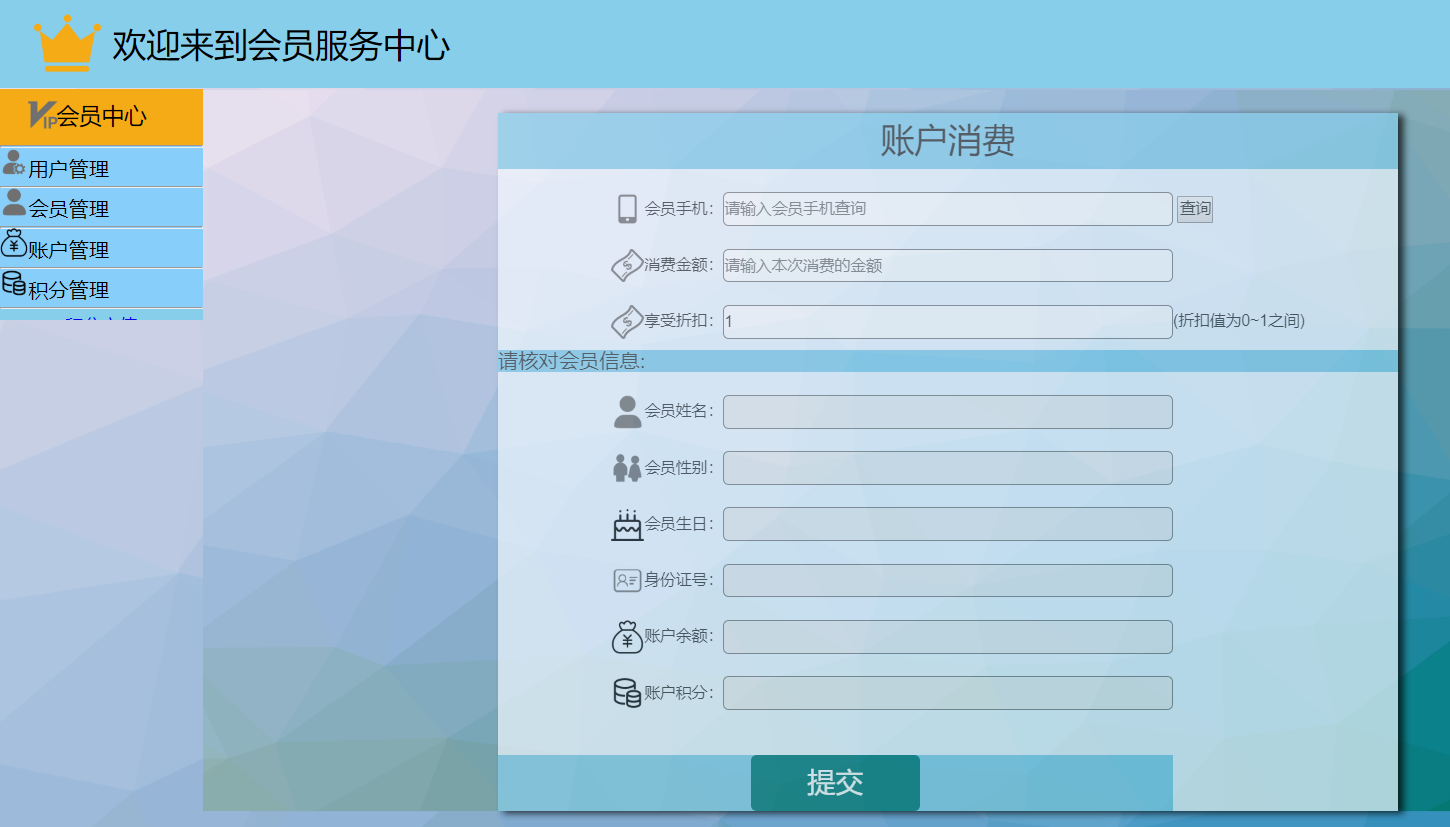 欢迎来到会员服务中心
VIP会员中心
用户管理
会员管理
账户管理
积分管理
账户消费
会员手机: 请输入会员手机查询 查询
消费金额: 请输入本次消费的金额
享受折扣: 1 (折扣值为0~1之间)
请核对会员信息:
会员姓名:
会员性别:
会员生日:
身份证号:
账户余额:
账户积分:
提交